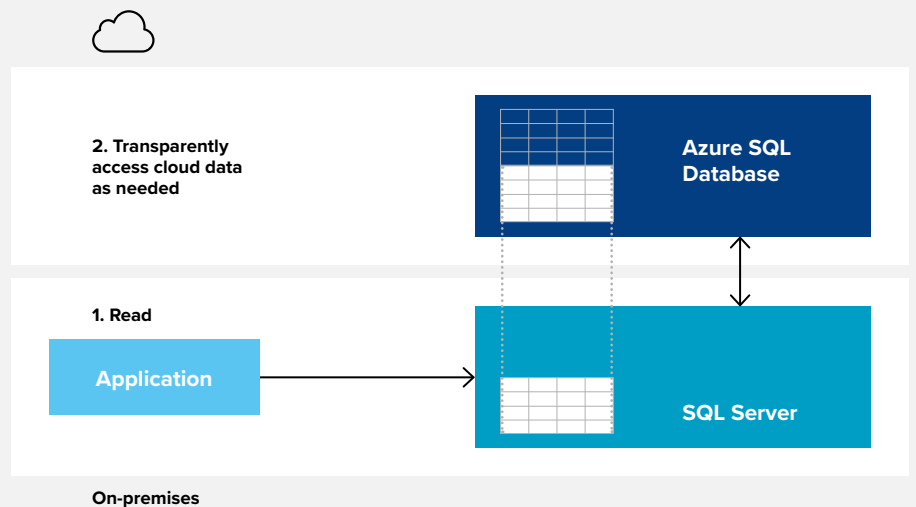 2. Transparently
access cloud data
as needed
Azure SQL
Database
1. Read
Application
SQL Server
On-premises